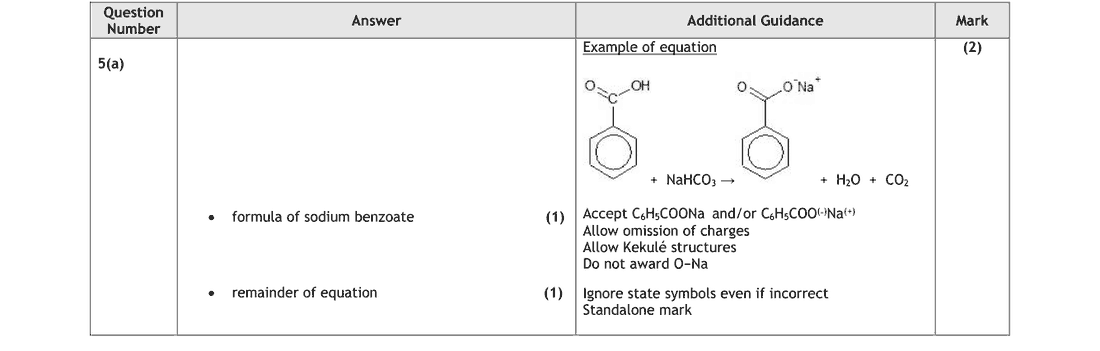 Question Number Answer Additional Guidance Mark
5(a) Example of equation (2)
O OH O O⁻Na⁺
C
+ NaHCO₃ → + H₂O + CO₂
• formula of sodium benzoate (1) Accept C₆H₅COONa and/or C₆H₅COO⁽⁻⁾Na⁽⁺⁾
Allow omission of charges
Allow Kekulé structures
Do not award O−Na
• remainder of equation (1) Ignore state symbols even if incorrect
Standalone mark